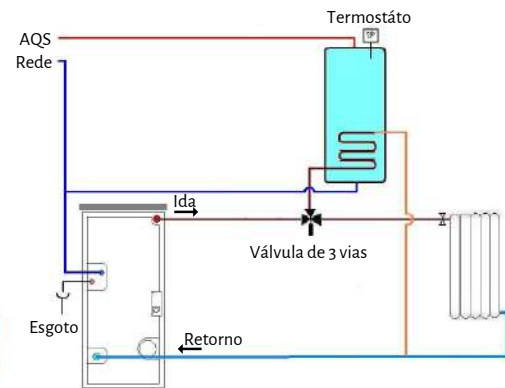 Termostáto
AQS
Rede
Ida
Válvula de 3 vias
Esgoto
Retorno